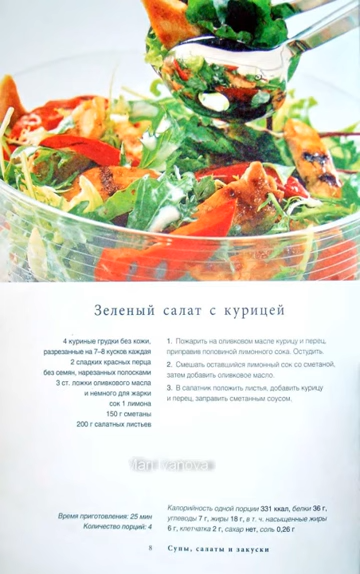 Зеленый салат с курицей
4 куриные грудки без кожи,
разрезанные на 7–8 кусков каждая
2 сладких красных перца
без семян, нарезанных полосками
3 ст. ложки оливкового масла
и немного для жарки
сок 1 лимона
150 г сметаны
200 г салатных листьев
1. Пожарить на оливковом масле курицу и перец,
приправив половиной лимонного сока. Остудить.
2. Смешать оставшийся лимонный сок со сметаной,
затем добавить оливковое масло.
3. В салатник положить листья, добавить курицу
и перец, заправить сметанным соусом.
Время приготовления: 25 мин
Количество порций: 4
Калорийность одной порции 331 ккал, белки 36 г,
углеводы 7 г, жиры 18 г, в т. ч. насыщенные жиры
6 г, клетчатка 2 г, сахар нет, соль 0,26 г
8 Супы, салаты и закуски